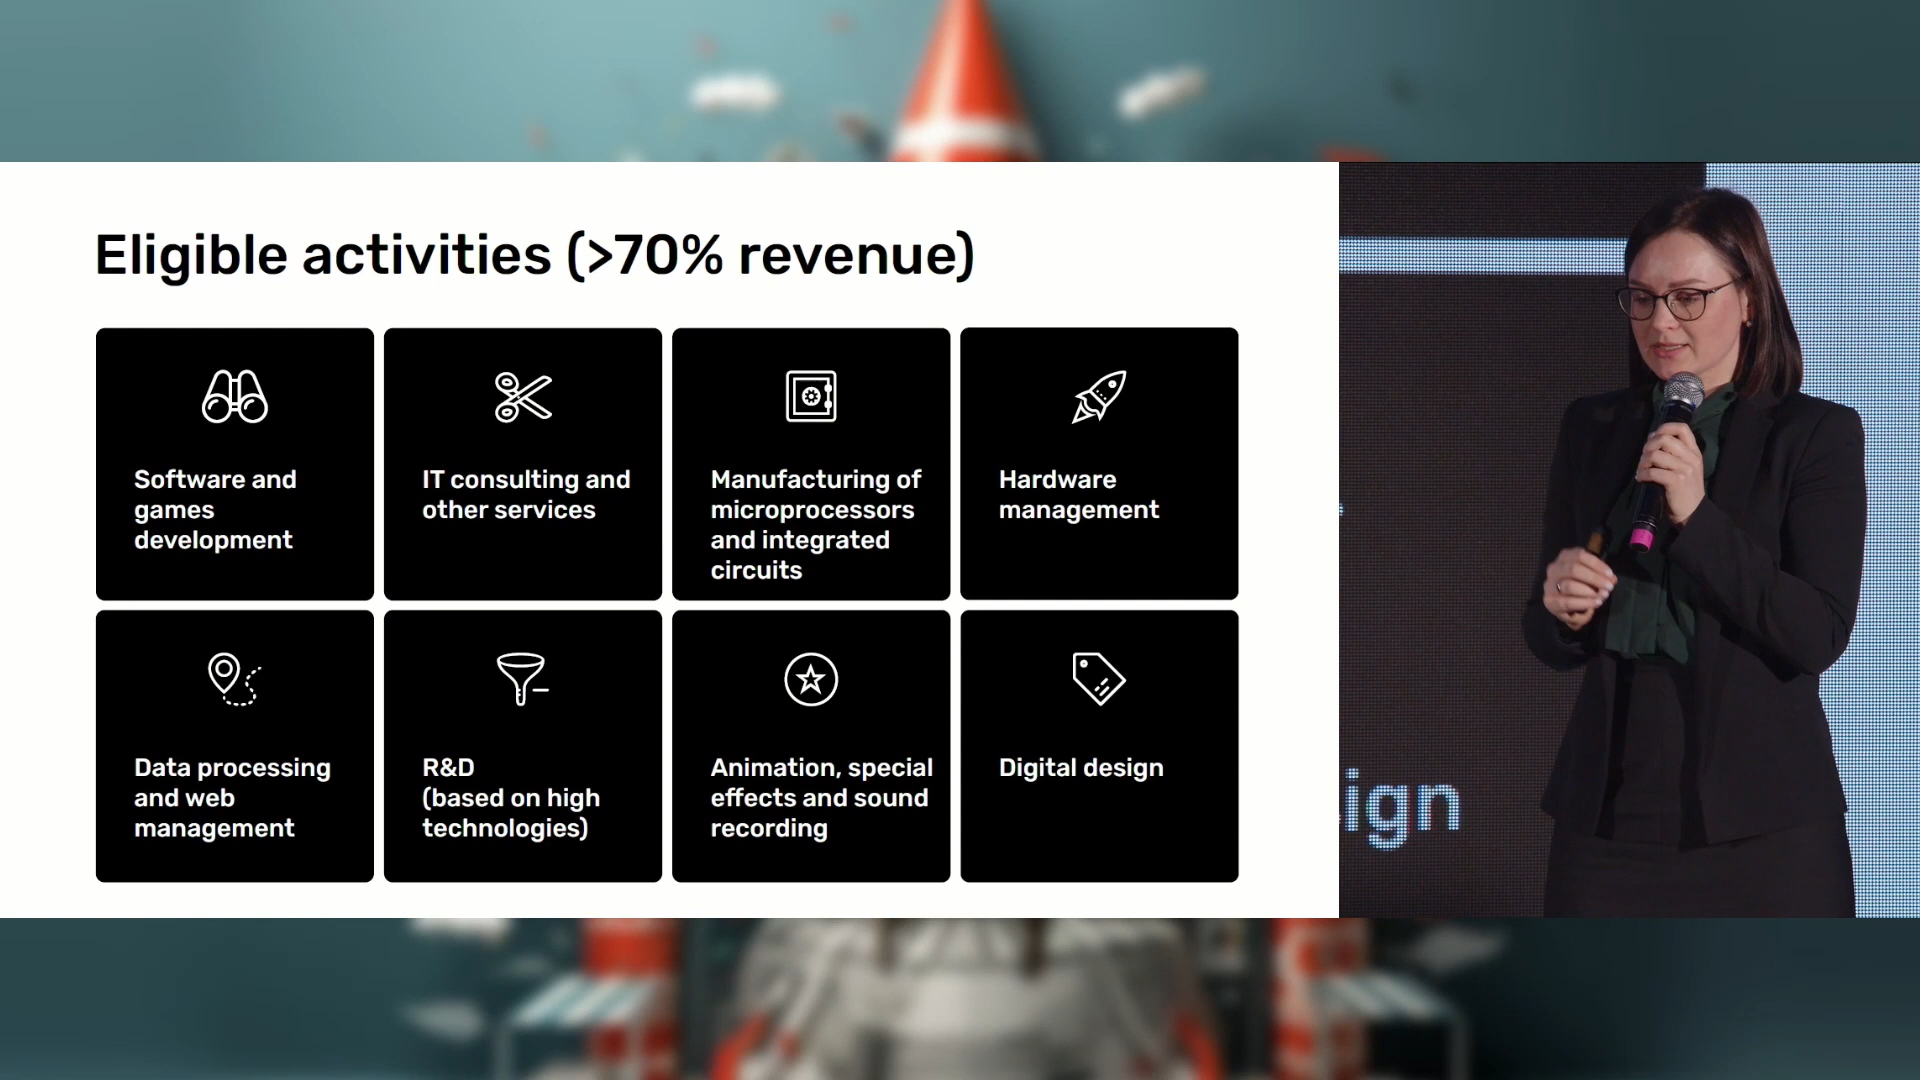 Eligible activities (>70% revenue)
Software and
games
development
IT consulting and
other services
Manufacturing of
microprocessors
and integrated
circuits
Hardware
management
Data processing
and web
management
R&D
(based on high
technologies)
Animation, special
effects and sound
recording
Digital design
ign